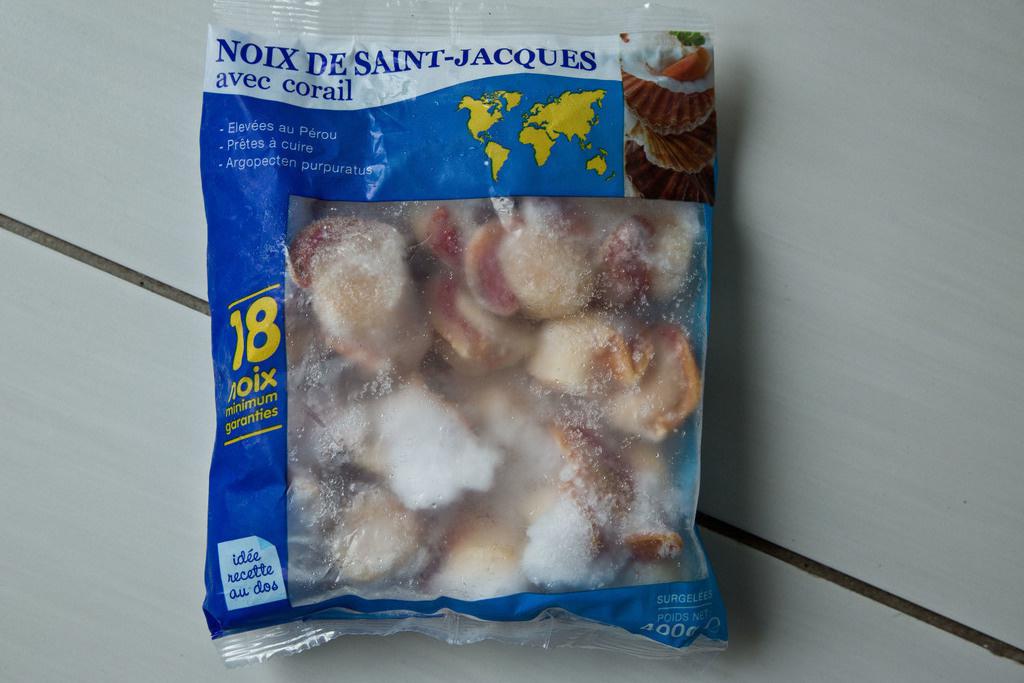 NOIX DE SAINT-JACQUES
avec corail
- Elevées au Pérou
- Prêtes à cuire
- Argopecten purpuratus
18
noix
minimum
garanties
idée
recette
au dos
SURGELÉES
POIDS NET
400g